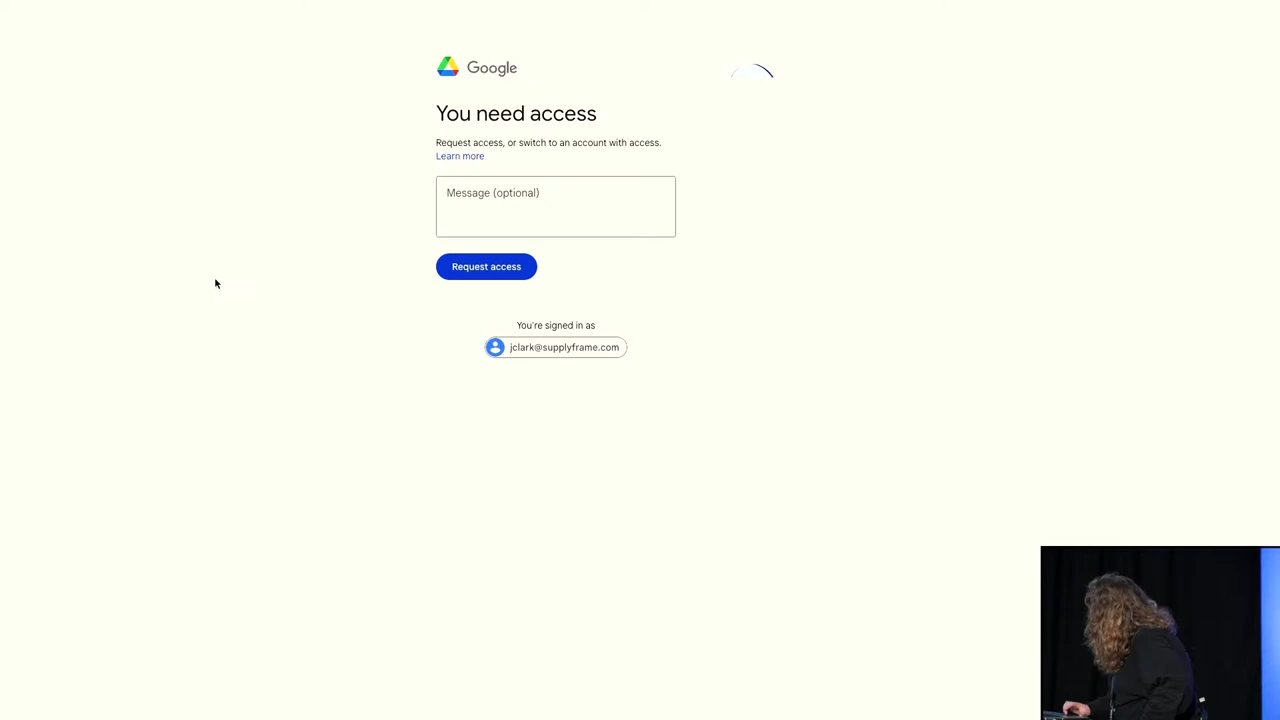 Google
You need access
Request access, or switch to an account with access.
Learn more
Message (optional)
Request access
You're signed in as
jclark@supplyframe.com